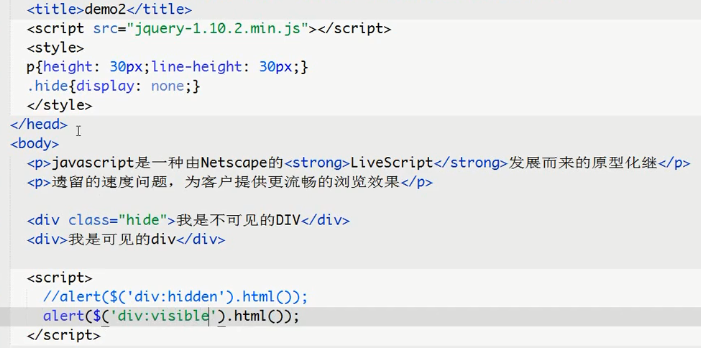 <title>demo2</title>
<script src="jquery-1.10.2.min.js"></script>
<style>
p{height: 30px;line-height: 30px;}
.hide{display: none;}
</style>
</head>
<body>
<p>javascript是一种由Netscape的<strong>LiveScript</strong>发展而来的原型化继</p>
<p>遗留的速度问题，为客户提供更流畅的浏览效果</p>
<div class="hide">我是不可见的DIV</div>
<div>我是可见的div</div>
<script>
//alert($('div:hidden').html());
alert($('div:visible').html());
</script>